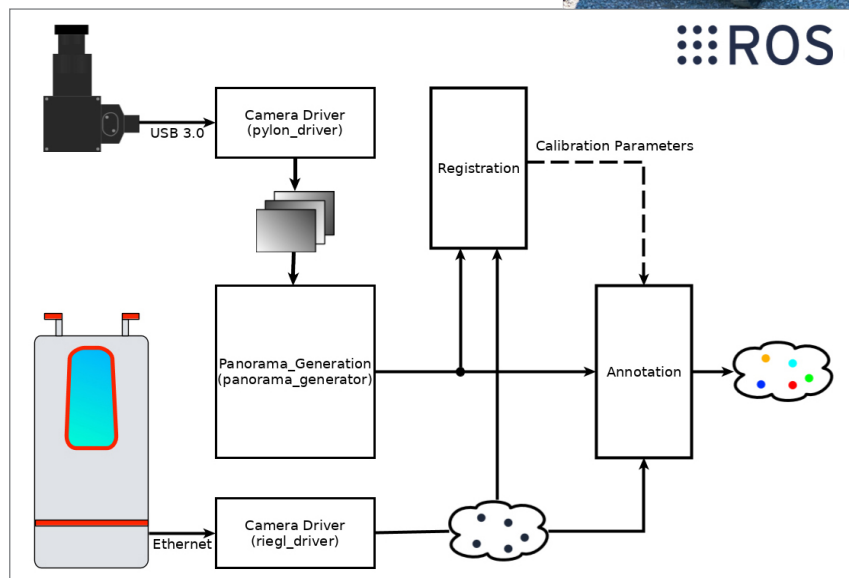 ROS
Camera Driver
(pylon_driver)
USB 3.0
Registration
Calibration Parameters
Panorama_Generation
(panorama_generator)
Annotation
Camera Driver
(riegl_driver)
Ethernet